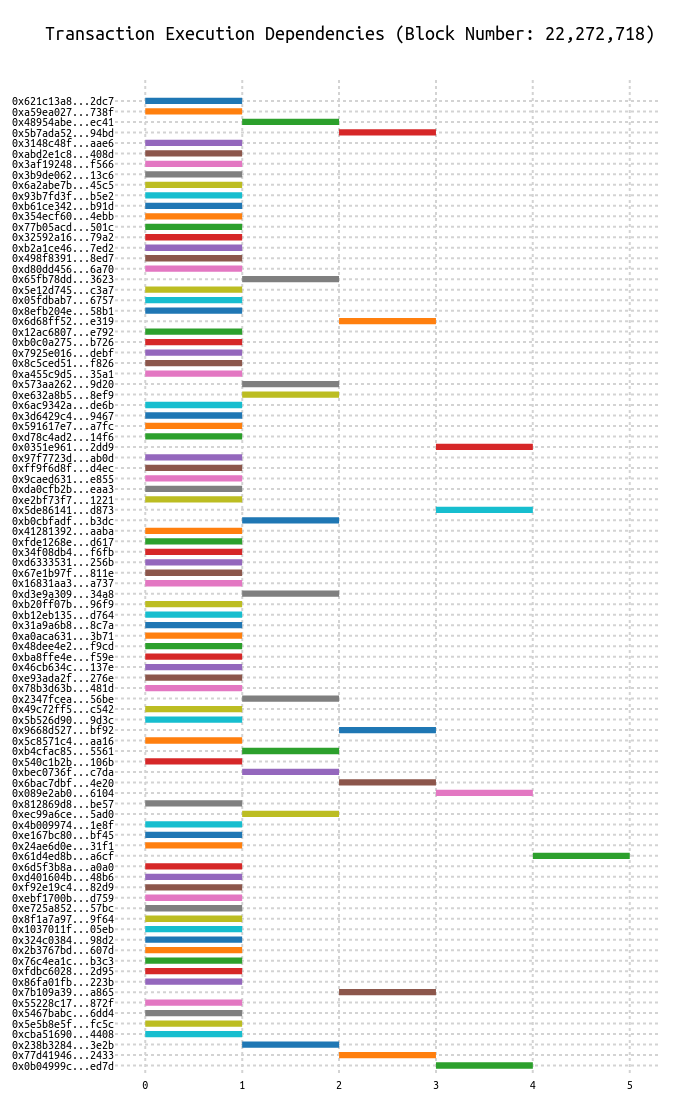 Transaction Execution Dependencies (Block Number: 22,272,718)
0x621c13a8...2dc7
0xa59ea027...738f
0x48954abe...ec41
0x5b7ada52...94bd
0x3148c48f...aae6
0xabd2e1c8...408d
0x3af19248...f566
0x3b9de062...13c6
0x6a2abe7b...45c5
0x93b7fd3f...b5e2
0xb61ce342...b91d
0x354ecf60...4ebb
0x77b05acd...501c
0x32592a16...79a2
0xb2a1ce46...7ed2
0x498f8391...8ed7
0xd80dd456...6a70
0x65fb78dd...3623
0x5e12d745...c3a7
0x05fdbab7...6757
0x8efb204e...58b1
0x6d68ff52...e319
0x12ac6807...e792
0xb0c0a275...b726
0x7925e016...debf
0x8c5ced51...f826
0xa455c9d5...35a1
0x573aa262...9d20
0xe632a8b5...8ef9
0x6ac9342a...de6b
0x3d6429c4...9467
0x591617e7...a7fc
0xd78c4ad2...14f6
0x0351e961...2dd9
0x97f7723d...ab0d
0xff9f6d8f...d4ec
0x9caed631...e855
0xda0cfb2b...eaa3
0xe2bf73f7...1221
0x5de86141...d873
0xb0cbfadf...b3dc
0x41281392...aaba
0xfde1268e...d617
0x34f08db4...f6fb
0xd6333531...256b
0x67e1b97f...811e
0x16831aa3...a737
0xd3e9a309...34a8
0xb20ff07b...96f9
0xb12eb135...d764
0x31a9a6b8...8c7a
0xa0aca631...3b71
0x48dee4e2...f9cd
0xba8ffe4e...f59e
0x46cb634c...137e
0xe93ada2f...276e
0x78b3d63b...481d
0x2347fcea...56be
0x49c72ff5...c542
0x5b526d90...9d3c
0x9668d527...bf92
0x5c8571c4...aa16
0xb4cfac85...5561
0x540c1b2b...106b
0xbec0736f...c7da
0x6bac7dbf...4e20
0x089e2ab0...6104
0x812869d8...be57
0xec99a6ce...5ad0
0x4b009974...1e8f
0xe167bc80...bf45
0x24ae6d0e...31f1
0x61d4ed8b...a6cf
0x6d5f3b8a...a0a0
0xd401604b...48b6
0xf92e19c4...82d9
0xebf1700b...d759
0xe725a852...57bc
0x8f1a7a97...9f64
0x1037011f...05eb
0x324c0384...98d2
0x2b3767bd...607d
0x76c4ea1c...b3c3
0xfdbc6028...2d95
0x86fa01fb...223b
0x7b109a39...a865
0x55228c17...872f
0x5467babc...6dd4
0x5e5b8e5f...fc5c
0xcba51690...4408
0x238b3284...3e2b
0x77d41946...2433
0x0b04999c...ed7d
0 1 2 3 4 5